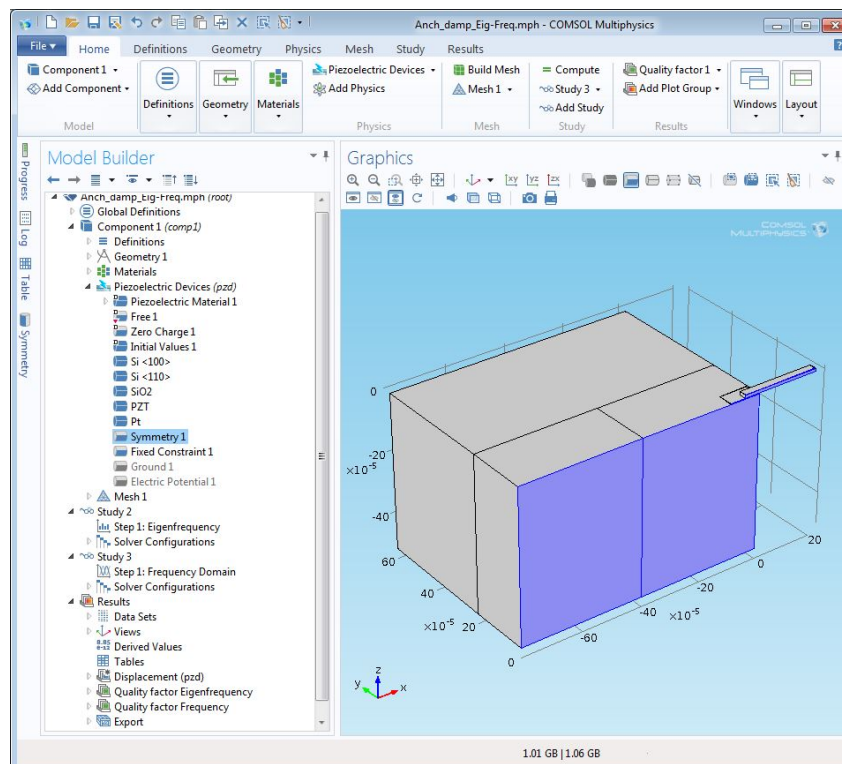 Anch_damp_Eig-Freq.mph - COMSOL Multiphysics
File Home Definitions Geometry Physics Mesh Study Results
Component 1
Add Component
Model
Definitions
Geometry
Materials
Piezoelectric Devices
Add Physics
Physics
Build Mesh
Mesh 1
Mesh
= Compute
Study 3
Add Study
Study
Quality factor 1
Add Plot Group
Results
Windows
Layout
Progress
Log
Table
Symmetry
Model Builder
Anch_damp_Eig-Freq.mph (root)
Global Definitions
Component 1 (comp1)
Definitions
Geometry 1
Materials
Piezoelectric Devices (pzd)
Piezoelectric Material 1
Free 1
Zero Charge 1
Initial Values 1
Si <100>
Si <110>
SiO2
PZT
Pt
Symmetry 1
Fixed Constraint 1
Ground 1
Electric Potential 1
Mesh 1
Study 2
Step 1: Eigenfrequency
Solver Configurations
Study 3
Step 1: Frequency Domain
Solver Configurations
Results
Data Sets
Views
8.85
e-12 Derived Values
Tables
Displacement (pzd)
Quality factor Eigenfrequency
Quality factor Frequency
Export
Graphics
xy yz zx
COMSOL
MULTIPHYSICS
0
-20
×10⁻⁵
-40
60
40
×10⁻⁵ 20
0
-60
-40 ×10⁻⁵
-20
0
20
z
y x
1.01 GB | 1.06 GB